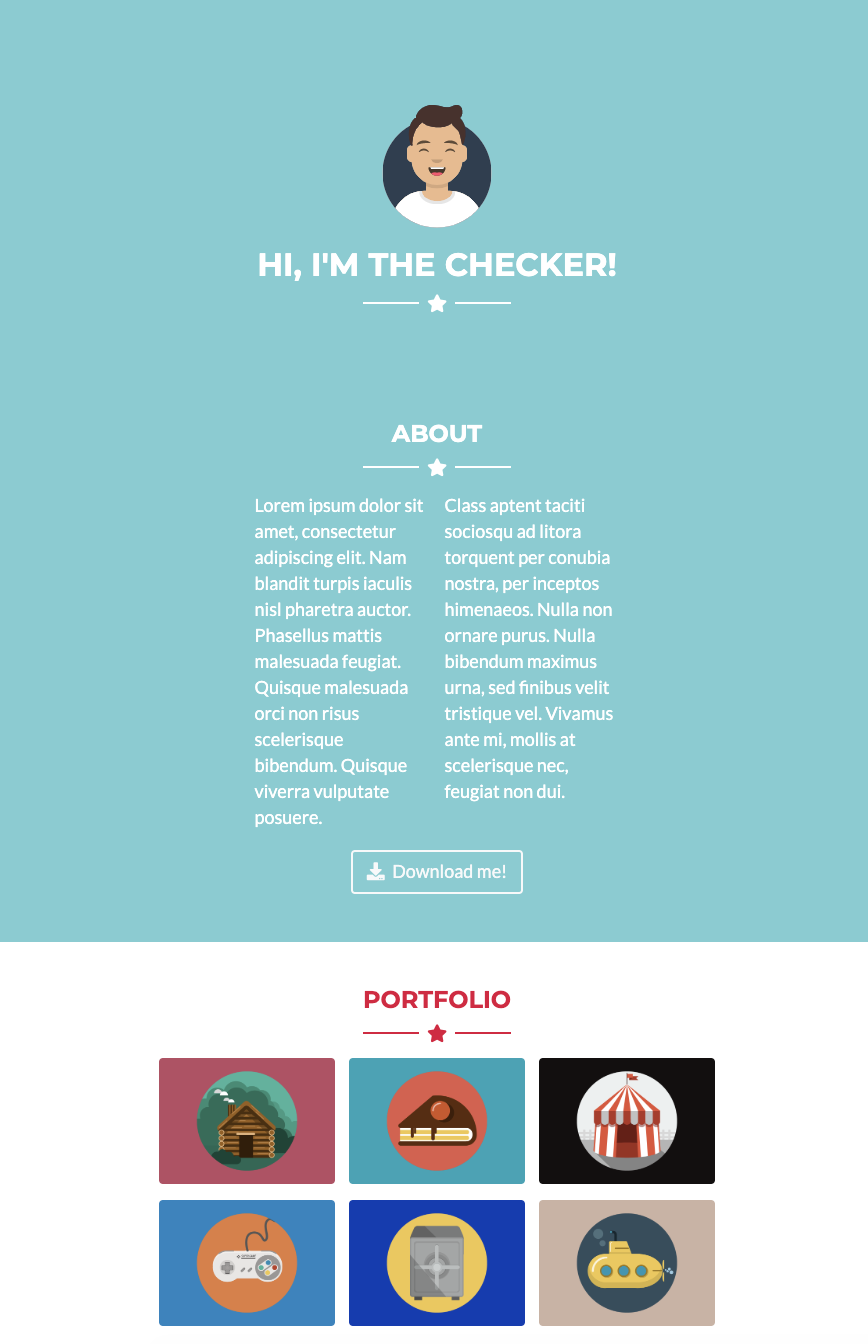 HI, I'M THE CHECKER!
ABOUT
Lorem ipsum dolor sit
amet, consectetur
adipiscing elit. Nam
blandit turpis iaculis
nisl pharetra auctor.
Phasellus mattis
malesuada feugiat.
Quisque malesuada
orci non risus
scelerisque
bibendum. Quisque
viverra vulputate
posuere.
Class aptent taciti
sociosqu ad litora
torquent per conubia
nostra, per inceptos
himenaeos. Nulla non
ornare purus. Nulla
bibendum maximus
urna, sed finibus velit
tristique vel. Vivamus
ante mi, mollis at
scelerisque nec,
feugiat non dui.
Download me!
PORTFOLIO